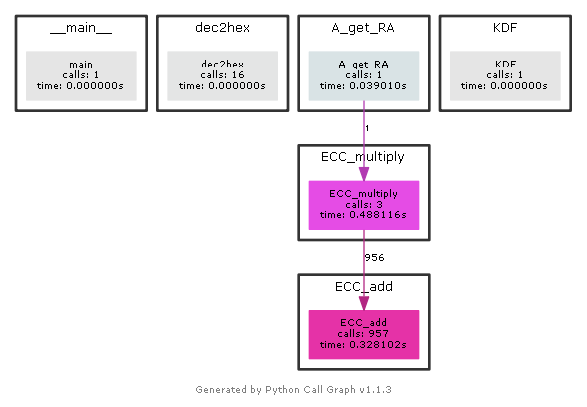 __main__
main
calls: 1
time: 0.000000s
dec2hex
dec2hex
calls: 16
time: 0.000000s
A_get_RA
A_get_RA
calls: 1
time: 0.039010s
KDF
KDF
calls: 1
time: 0.000000s
1
ECC_multiply
ECC_multiply
calls: 3
time: 0.488116s
956
ECC_add
ECC_add
calls: 957
time: 0.328102s
Generated by Python Call Graph v1.1.3